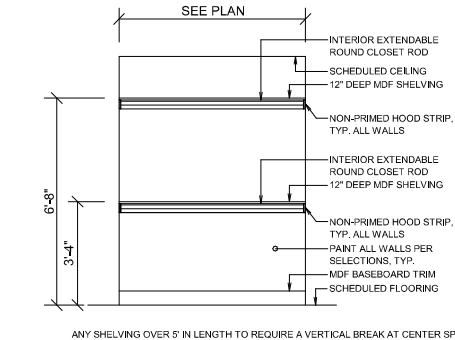 SEE PLAN
INTERIOR EXTENDABLE
ROUND CLOSET ROD
SCHEDULED CEILING
12" DEEP MDF SHELVING
NON-PRIMED HOOD STRIP,
TYP. ALL WALLS
INTERIOR EXTENDABLE
ROUND CLOSET ROD
12" DEEP MDF SHELVING
6'-8"
3'-4"
NON-PRIMED HOOD STRIP,
TYP. ALL WALLS
PAINT ALL WALLS PER
SELECTIONS, TYP.
MDF BASEBOARD TRIM
SCHEDULED FLOORING
ANY SHELVING OVER 5' IN LENGTH TO REQUIRE A VERTICAL BREAK AT CENTER SP